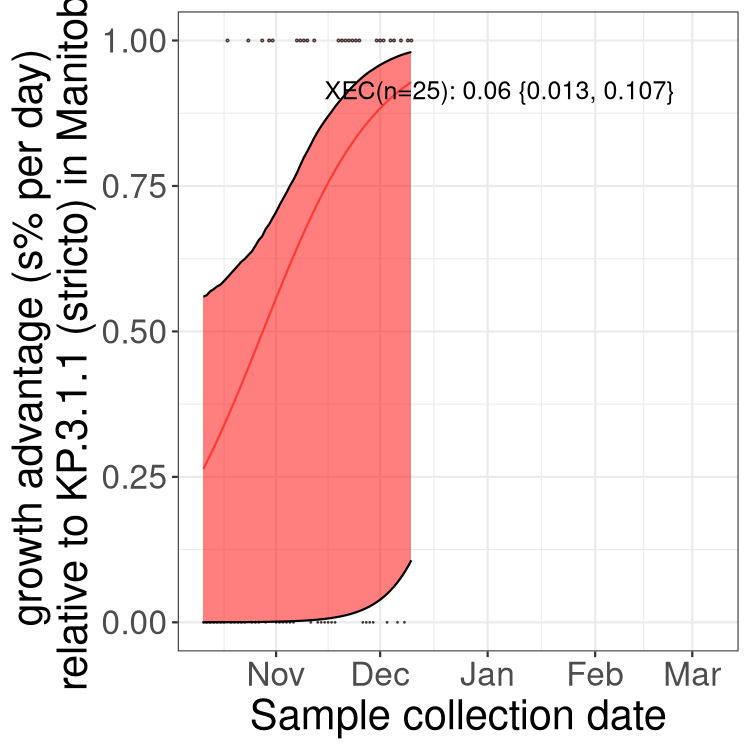 growth advantage (s% per day)
relative to KP.3.1.1 (stricto) in Manitob
1.00
0.75
0.50
0.25
0.00
XEC(n=25): 0.06 {0.013, 0.107}
Nov Dec Jan Feb Mar
Sample collection date